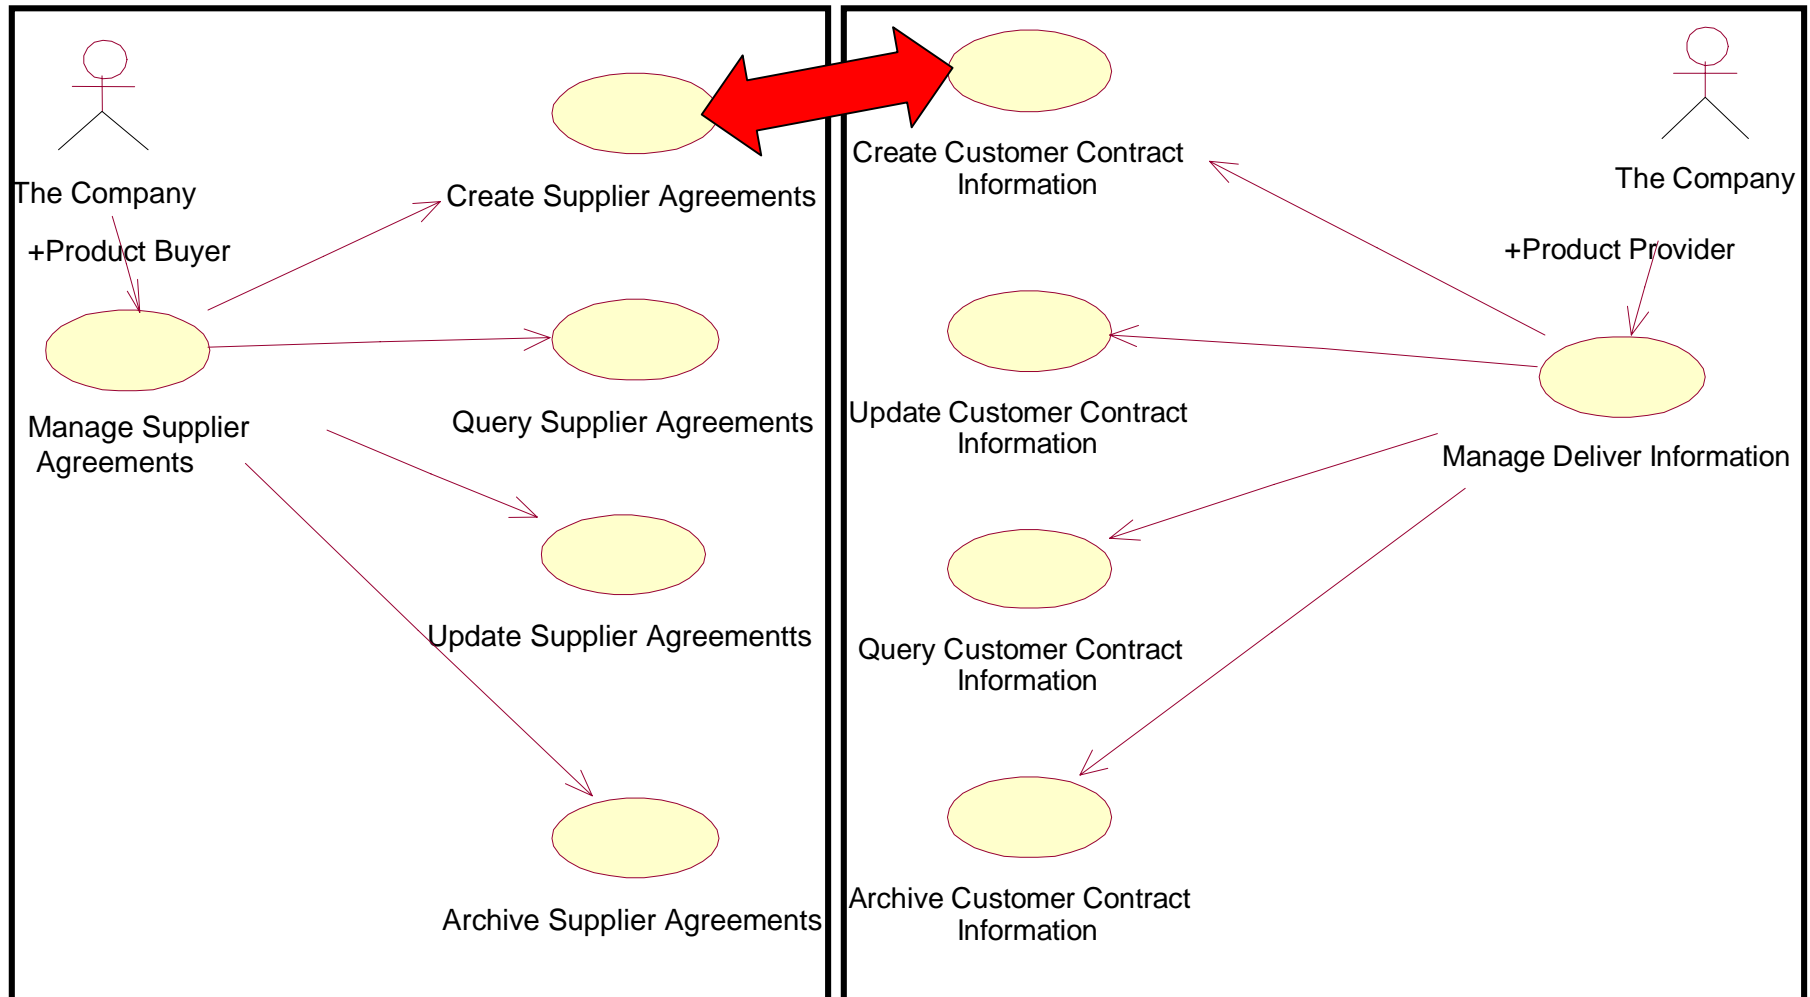 The Company
+Product Buyer
Manage Supplier
Agreements
Create Supplier Agreements
Query Supplier Agreements
Update Supplier Agreementts
Archive Supplier Agreements
Create Customer Contract
Information
Update Customer Contract
Information
Query Customer Contract
Information
Archive Customer Contract
Information
The Company
+Product Provider
Manage Deliver Information